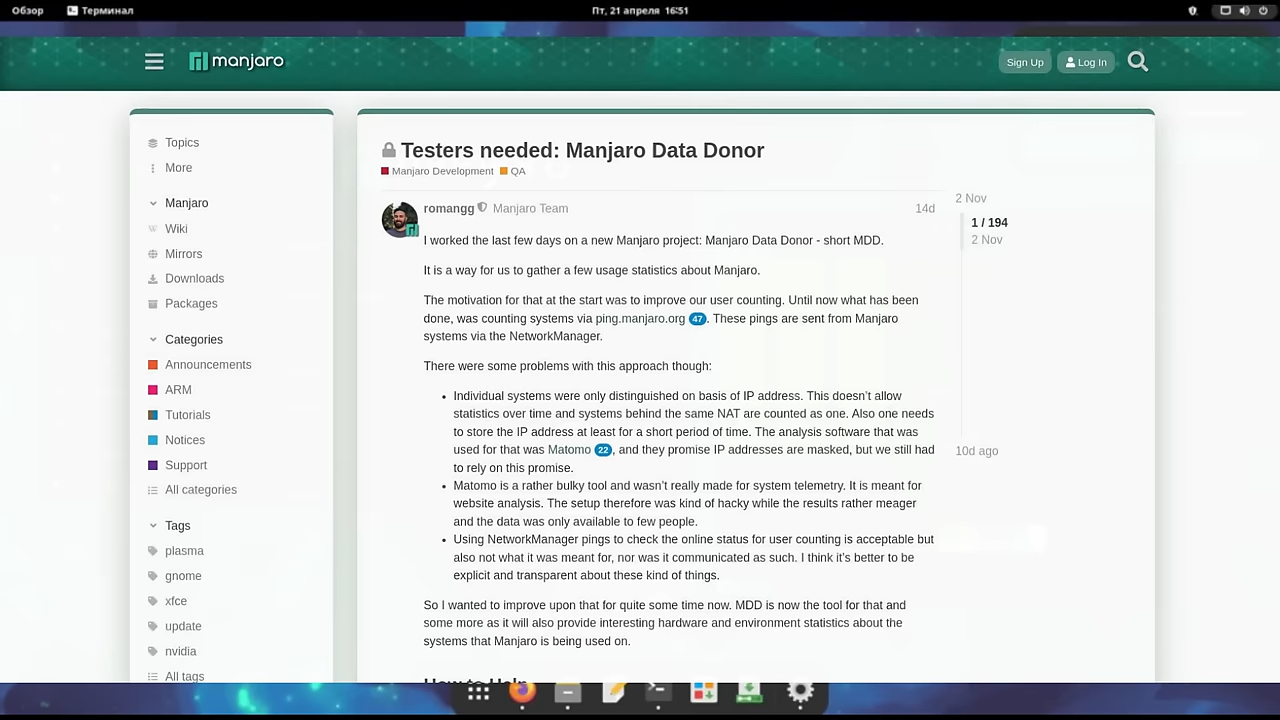 Обзор
Терминал
Пт, 21 апреля 16:51
manjaro
Sign Up
Log In
Topics
More
Manjaro
Wiki
Mirrors
Downloads
Packages
Categories
Announcements
ARM
Tutorials
Notices
Support
All categories
Tags
plasma
gnome
xfce
update
nvidia
All tags
Testers needed: Manjaro Data Donor
Manjaro Development QA
romangg Manjaro Team 14d
I worked the last few days on a new Manjaro project: Manjaro Data Donor - short MDD.
It is a way for us to gather a few usage statistics about Manjaro.
The motivation for that at the start was to improve our user counting. Until now what has been
done, was counting systems via ping.manjaro.org 47. These pings are sent from Manjaro
systems via the NetworkManager.
There were some problems with this approach though:
• Individual systems were only distinguished on basis of IP address. This doesn't allow
statistics over time and systems behind the same NAT are counted as one. Also one needs
to store the IP address at least for a short period of time. The analysis software that was
used for that was Matomo 22, and they promise IP addresses are masked, but we still had
to rely on this promise.
• Matomo is a rather bulky tool and wasn't really made for system telemetry. It is meant for
website analysis. The setup therefore was kind of hacky while the results rather meager
and the data was only available to few people.
• Using NetworkManager pings to check the online status for user counting is acceptable but
also not what it was meant for, nor was it communicated as such. I think it's better to be
explicit and transparent about these kind of things.
So I wanted to improve upon that for quite some time now. MDD is now the tool for that and
some more as it will also provide interesting hardware and environment statistics about the
systems that Manjaro is being used on.
How to Help
2 Nov
1 / 194
2 Nov
10d ago